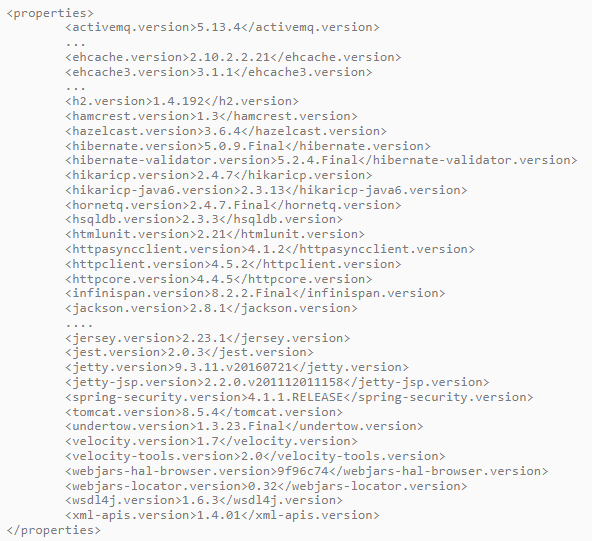 <properties>
<activemq.version>5.13.4</activemq.version>
...
<ehcache.version>2.10.2.2.21</ehcache.version>
<ehcache3.version>3.1.1</ehcache3.version>
...
<h2.version>1.4.192</h2.version>
<hamcrest.version>1.3</hamcrest.version>
<hazelcast.version>3.6.4</hazelcast.version>
<hibernate.version>5.0.9.Final</hibernate.version>
<hibernate-validator.version>5.2.4.Final</hibernate-validator.version>
<hikaricp.version>2.4.7</hikaricp.version>
<hikaricp-java6.version>2.3.13</hikaricp-java6.version>
<hornetq.version>2.4.7.Final</hornetq.version>
<hsqldb.version>2.3.3</hsqldb.version>
<htmlunit.version>2.21</htmlunit.version>
<httpasyncclient.version>4.1.2</httpasyncclient.version>
<httpclient.version>4.5.2</httpclient.version>
<httpcore.version>4.4.5</httpcore.version>
<infinispan.version>8.2.2.Final</infinispan.version>
<jackson.version>2.8.1</jackson.version>
....
<jersey.version>2.23.1</jersey.version>
<jest.version>2.0.3</jest.version>
<jetty.version>9.3.11.v20160721</jetty.version>
<jetty-jsp.version>2.2.0.v201112011158</jetty-jsp.version>
<spring-security.version>4.1.1.RELEASE</spring-security.version>
<tomcat.version>8.5.4</tomcat.version>
<undertow.version>1.3.23.Final</undertow.version>
<velocity.version>1.7</velocity.version>
<velocity-tools.version>2.0</velocity-tools.version>
<webjars-hal-browser.version>9f96c74</webjars-hal-browser.version>
<webjars-locator.version>0.32</webjars-locator.version>
<wsdl4j.version>1.6.3</wsdl4j.version>
<xml-apis.version>1.4.01</xml-apis.version>
</properties>